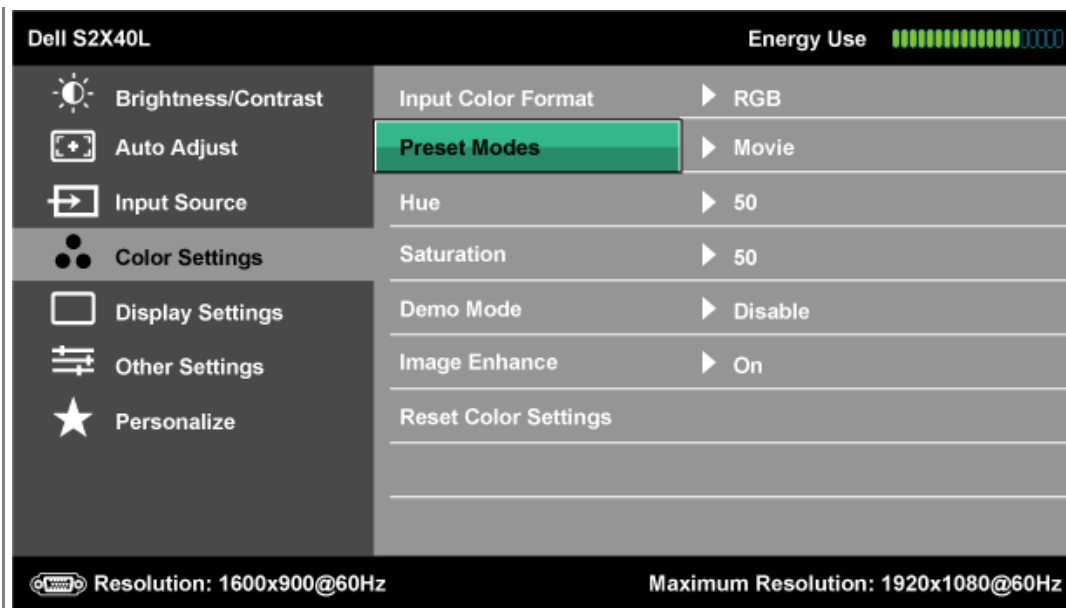 Dell S2X40L Energy Use
Brightness/Contrast
Auto Adjust
Input Source
Color Settings
Display Settings
Other Settings
Personalize
Input Color Format RGB
Preset Modes Movie
Hue 50
Saturation 50
Demo Mode Disable
Image Enhance On
Reset Color Settings
Resolution: 1600x900@60Hz Maximum Resolution: 1920x1080@60Hz